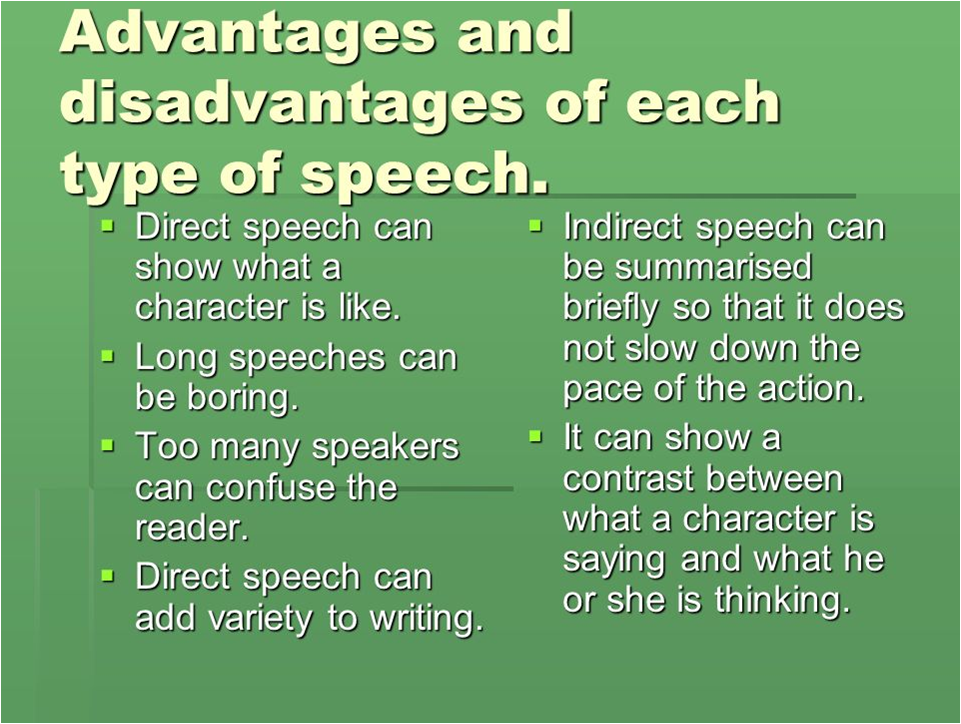 Advantages and
disadvantages of each
type of speech.
Direct speech can
show what a
character is like.
Long speeches can
be boring.
Too many speakers
can confuse the
reader.
Direct speech can
add variety to writing.
Indirect speech can
be summarised
briefly so that it does
not slow down the
pace of the action.
It can show a
contrast between
what a character is
saying and what he
or she is thinking.